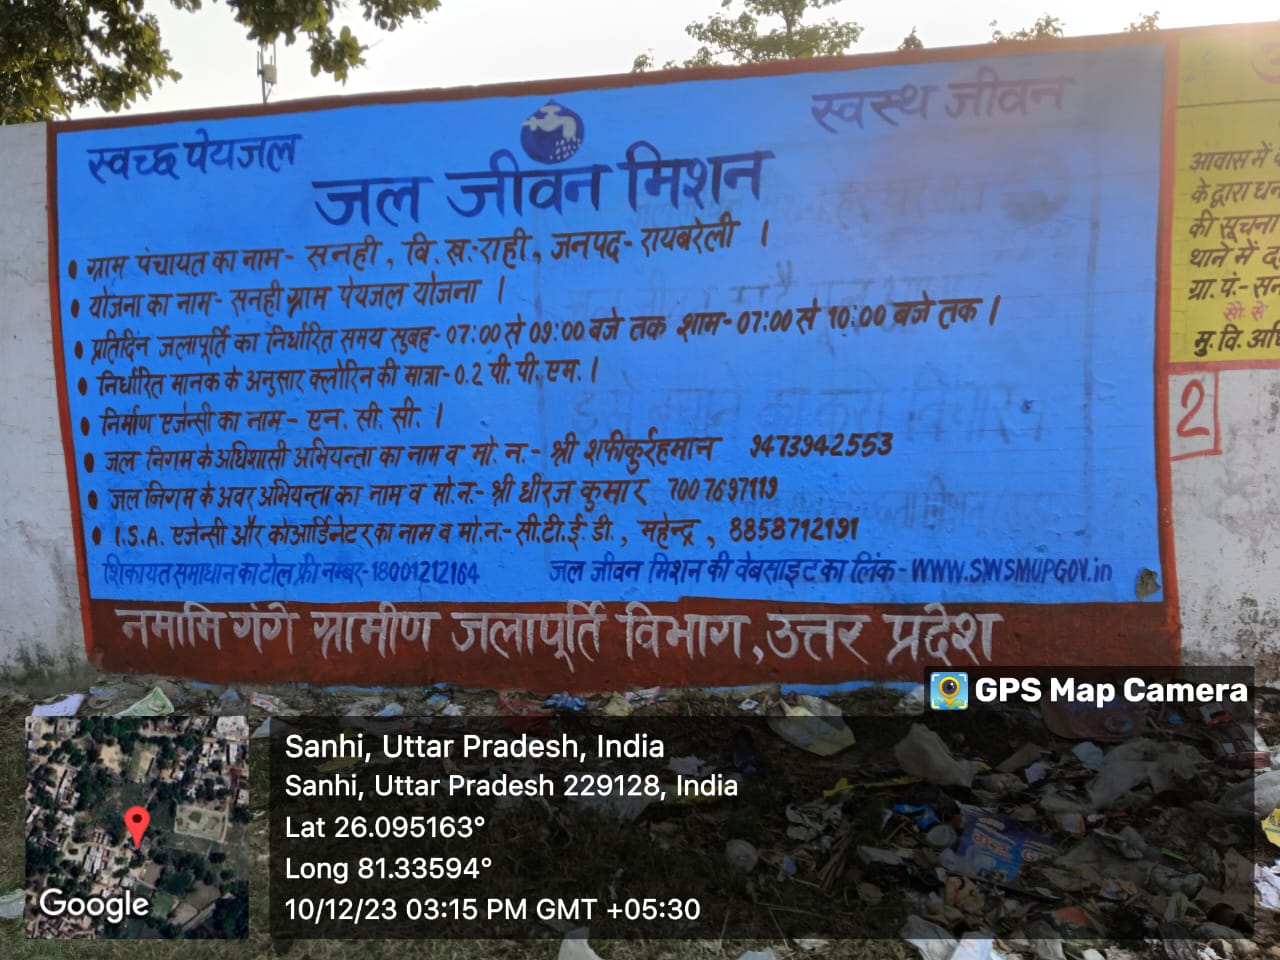 स्वच्छ पेयजल
स्वस्थ जीवन
जल जीवन मिशन
• ग्राम पंचायत का नाम- सनही, वि.ख.-राही, जनपद- रायबरेली ।
• योजना का नाम- सनही ग्राम पेयजल योजना ।
• प्रतिदिन जलापूर्ति का निर्धारित समय सुबह- 07:00 से 09:00 बजे तक शाम- 07:00 से 10:00 बजे तक ।
• निर्धारित मानक के अनुसार क्लोरिन की मात्रा- 0.2 पी. पी. एम. ।
• निर्माण एजेन्सी का नाम- एन. सी. सी. ।
• जल निगम के अधिशासी अभियन्ता का नाम व मो. न.- श्री शफीकुर्रहमान 9473942553
• जल निगम के अवर अभियन्ता का नाम व मो.न.- श्री धीरज कुमार 7007697119
• I.S.A. एजेन्सी और कोआर्डिनेटर का नाम व मो.न.- सी.टी.ई.डी., महेन्द्र, 8858712191
शिकायत समाधान का टोल फ्री नम्बर- 18001212164 जल जीवन मिशन की वेबसाइट का लिंक- WWW.SWSMUPGOV.in
नमामि गंगे ग्रामीण जलापूर्ति विभाग, उत्तर प्रदेश
आवास में
के द्वारा धन
की सूचना
थाने में
ग्रा.पं.- सन
सौ. से
मु. वि. अधि
2
GPS Map Camera
Sanhi, Uttar Pradesh, India
Sanhi, Uttar Pradesh 229128, India
Lat 26.095163°
Long 81.33594°
10/12/23 03:15 PM GMT +05:30
Google